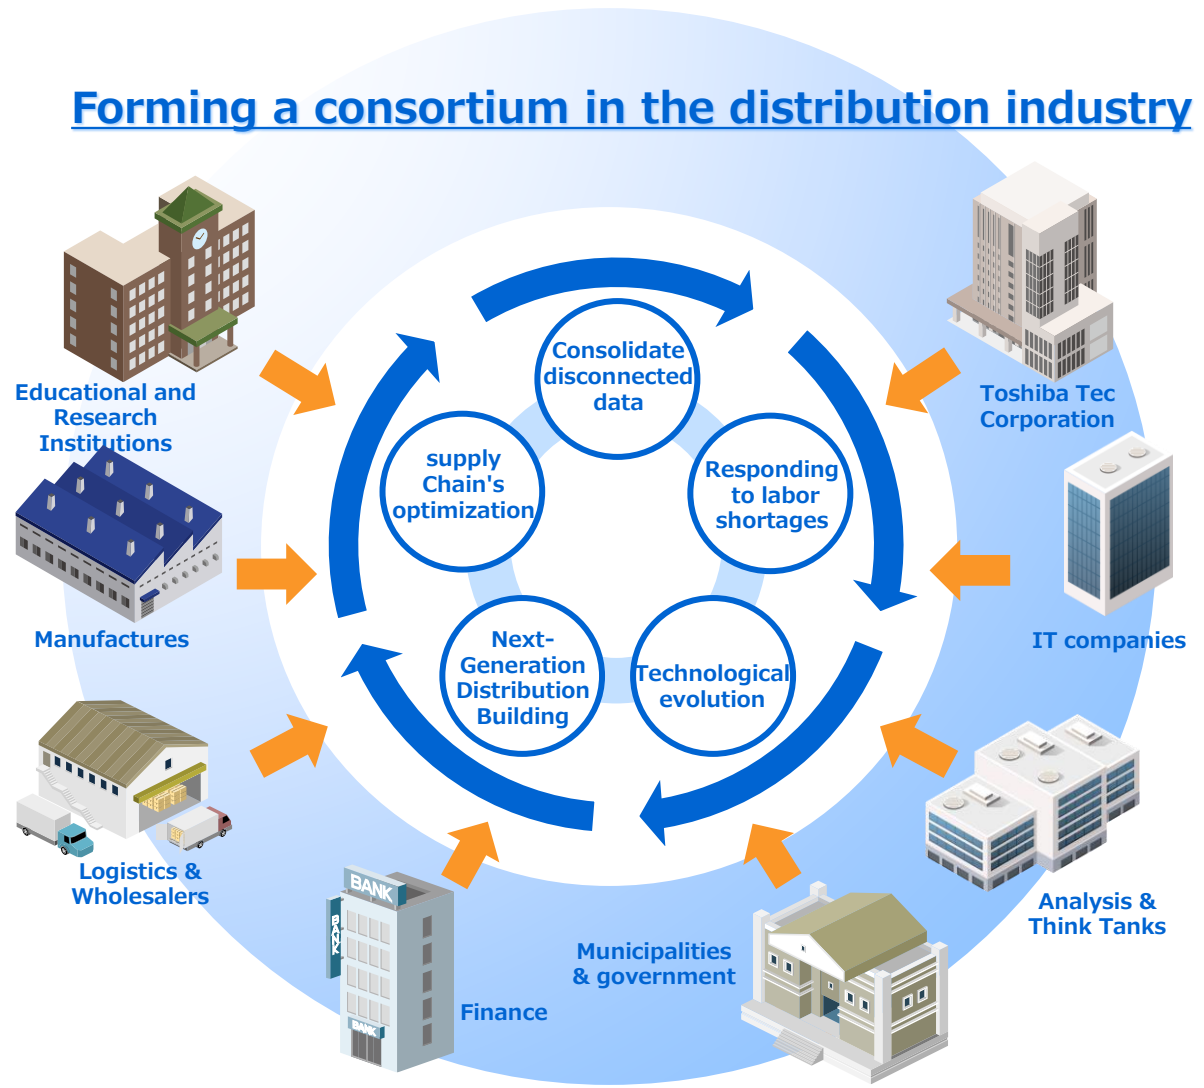 Forming a consortium in the distribution industry
Consolidate
disconnected
data
Responding
to labor
shortages
Technological
evolution
Next-
Generation
Distribution
Building
supply
Chain's
optimization
Educational and
Research
Institutions
Manufactures
Logistics &
Wholesalers
BANK
BANK
BANK
Finance
Municipalities
& government
Analysis &
Think Tanks
IT companies
Toshiba Tec
Corporation